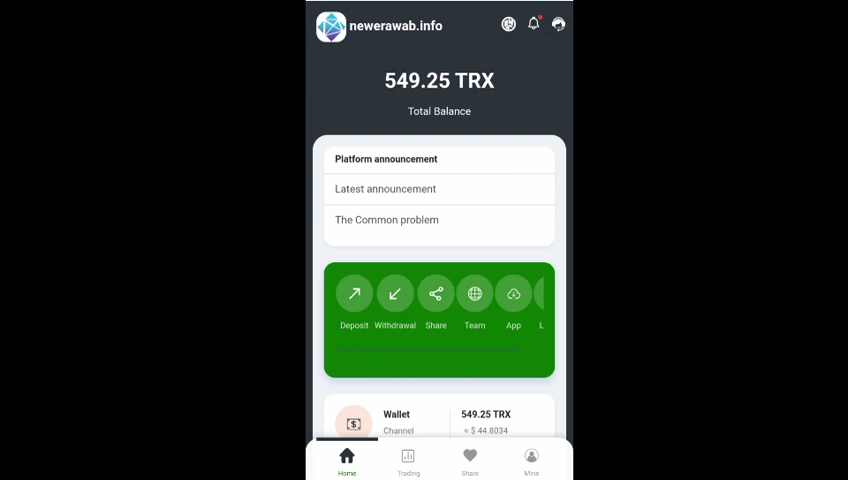 newerawab.info
549.25 TRX
Total Balance
Platform announcement
Latest announcement
The Common problem
Deposit Withdrawal Share Team App L
Wallet 549.25 TRX
Channel ≈ $ 44.8034
Home Trading Share Mine